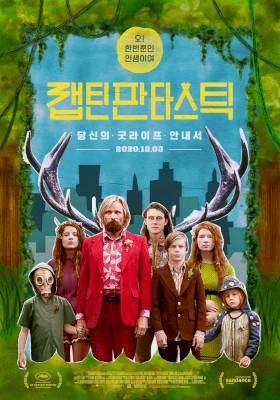 오!
한번뿐인
인생이여
캡틴 판타스틱
당신의·굿라이프·안내서
2020.12.03
sundance